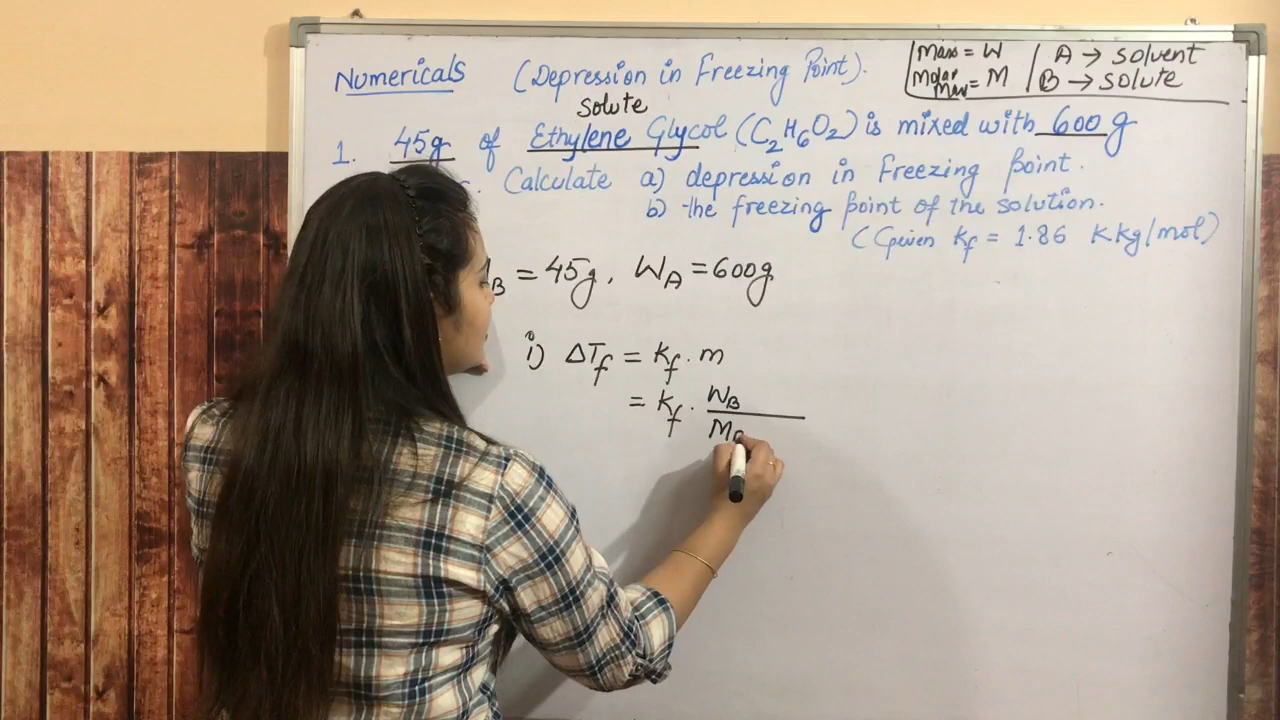 Numericals (Depression in Freezing Point).
Mass = W
Molar Mass = M
A → solvent
B → solute
solute
1. 45g of Ethylene Glycol (C₂H₆O₂) is mixed with 600g
Calculate a) depression in Freezing point.
b) the freezing point of the solution.
(Given Kf = 1.86 K kg/mol)
B = 45g, WA = 600g
i) ΔTf = Kf . m
= Kf . WB
M